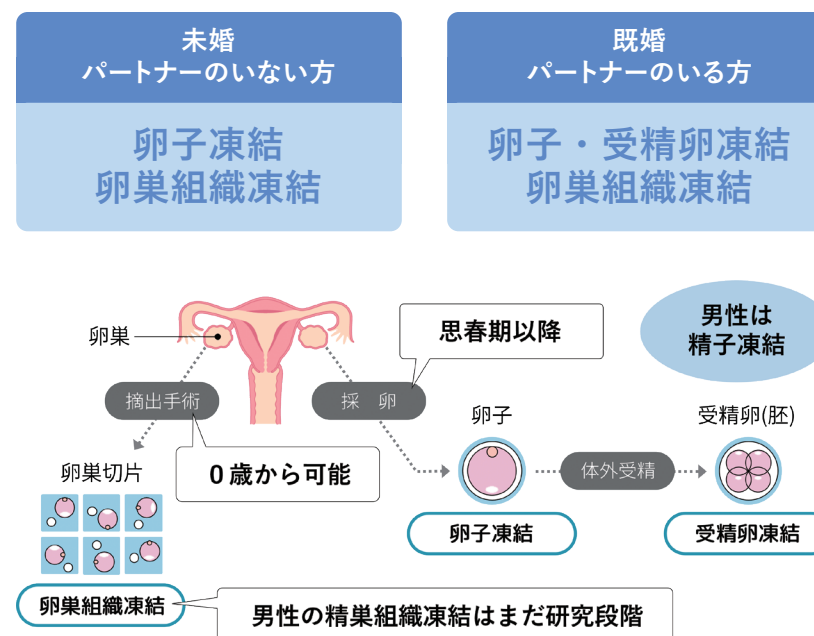 未婚
パートナーのいない方
卵子凍結
卵巣組織凍結
既婚
パートナーのいる方
卵子・受精卵凍結
卵巣組織凍結
卵巣
思春期以降
男性は
精子凍結
摘出手術
採 卵
卵子
受精卵(胚)
卵巣切片
0歳から可能
体外受精
卵子凍結
受精卵凍結
卵巣組織凍結
男性の精巣組織凍結はまだ研究段階